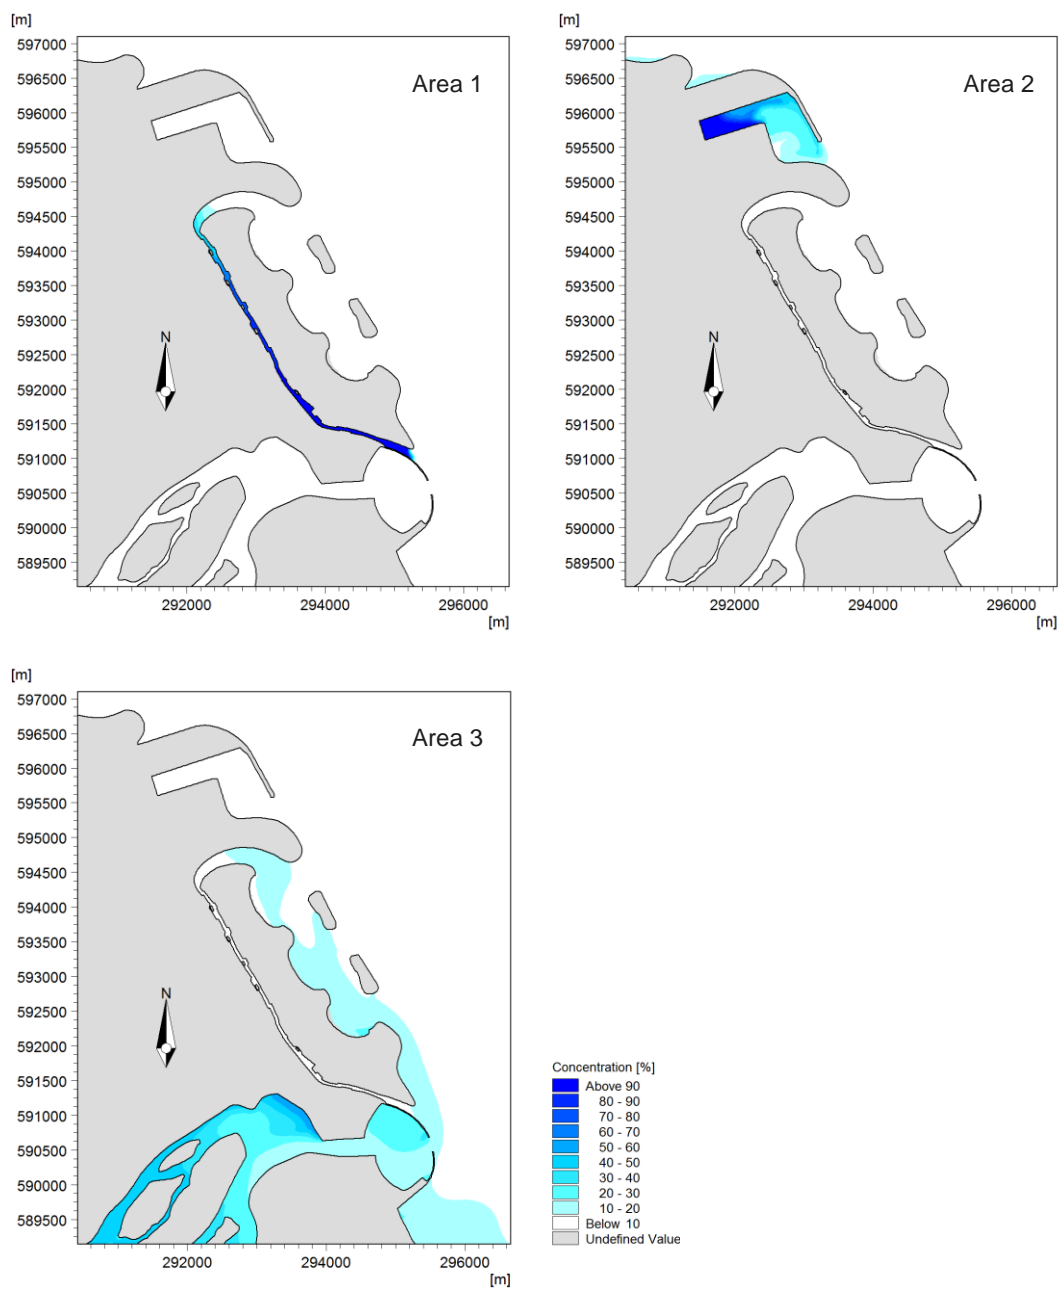 [m]
597000
596500
596000
595500
595000
594500
594000
593500
593000
592500
592000
591500
591000
590500
590000
589500
Area 1
N
292000 294000 296000
[m]
[m]
597000
596500
596000
595500
595000
594500
594000
593500
593000
592500
592000
591500
591000
590500
590000
589500
Area 2
N
292000 294000 296000
[m]
[m]
597000
596500
596000
595500
595000
594500
594000
593500
593000
592500
592000
591500
591000
590500
590000
589500
Area 3
N
292000 294000 296000
[m]
Concentration [%]
Above 90
80 - 90
70 - 80
60 - 70
50 - 60
40 - 50
30 - 40
20 - 30
10 - 20
Below 10
Undefined Value